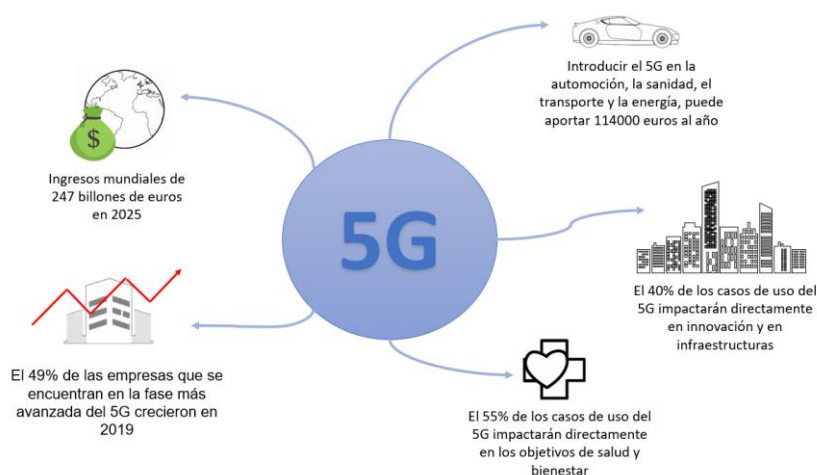 Introducir el 5G en la
automoción, la sanidad, el
transporte y la energía, puede
aportar 114000 euros al año
$
Ingresos mundiales de
247 billones de euros
en 2025
5G
El 40% de los casos de uso del
5G impactarán directamente
en innovación y en
infraestructuras
El 49% de las empresas que se
encuentran en la fase más
avanzada del 5G crecieron en
2019
El 55% de los casos de uso del
5G impactarán directamente
en los objetivos de salud y
bienestar